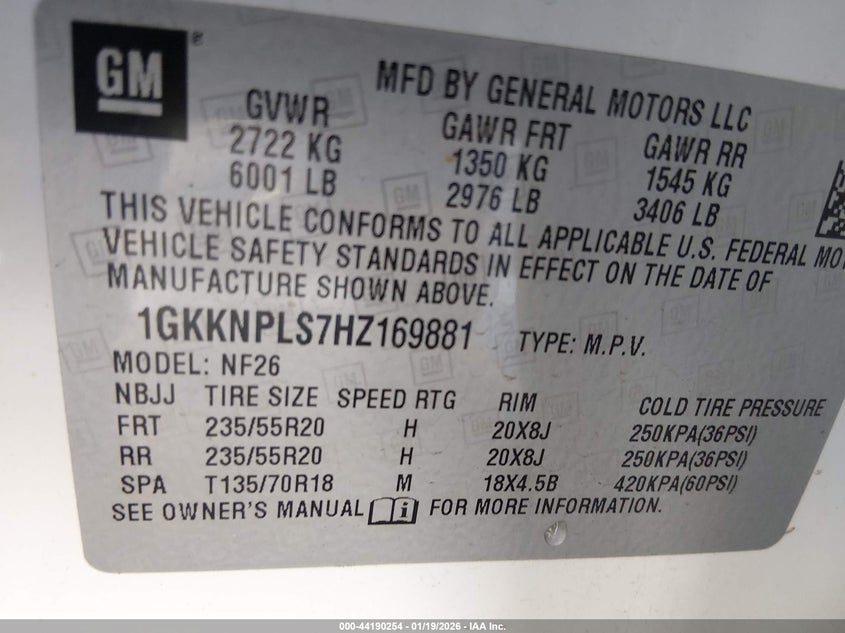 GM
MFD BY GENERAL MOTORS LLC
GVWR GAWR FRT GAWR RR
2722 KG 1350 KG 1545 KG
6001 LB 2976 LB 3406 LB
THIS VEHICLE CONFORMS TO ALL APPLICABLE U.S. FEDERAL MO
VEHICLE SAFETY STANDARDS IN EFFECT ON THE DATE OF
MANUFACTURE SHOWN ABOVE.
1GKKNPLS7HZ169881 TYPE: M.P.V.
MODEL: NF26
NBJJ TIRE SIZE SPEED RTG RIM COLD TIRE PRESSURE
FRT 235/55R20 H 20X8J 250KPA(36PSI)
RR 235/55R20 H 20X8J 250KPA(36PSI)
SPA T135/70R18 M 18X4.5B 420KPA(60PSI)
SEE OWNER'S MANUAL i FOR MORE INFORMATION.
000-44190254 - 01/19/2026 - IAA Inc.